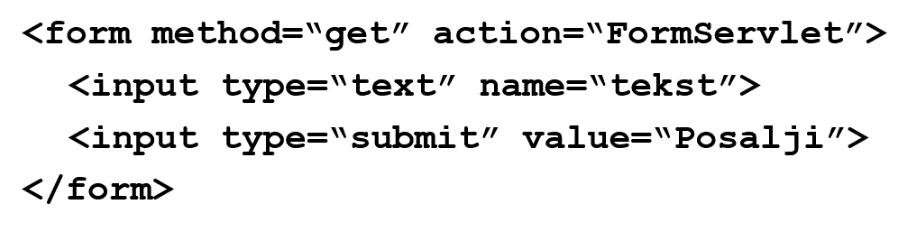 <form method=“get” action=“FormServlet”>
<input type=“text” name=“tekst”>
<input type=“submit” value=“Posalji”>
</form>